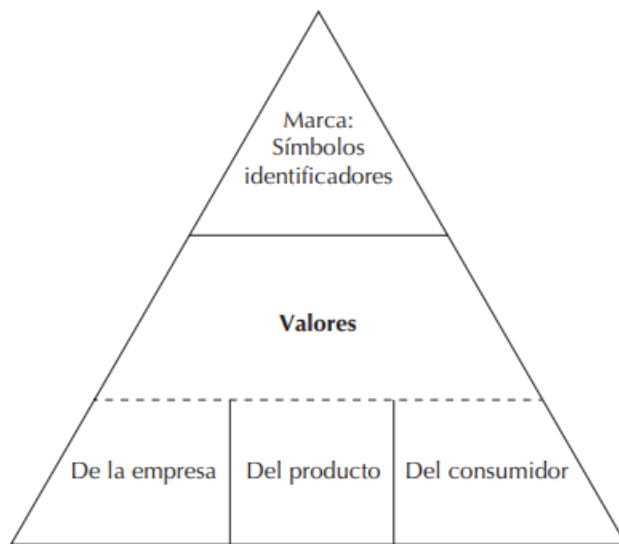 Marca:
Símbolos
identificadores
Valores
De la empresa
Del producto
Del consumidor